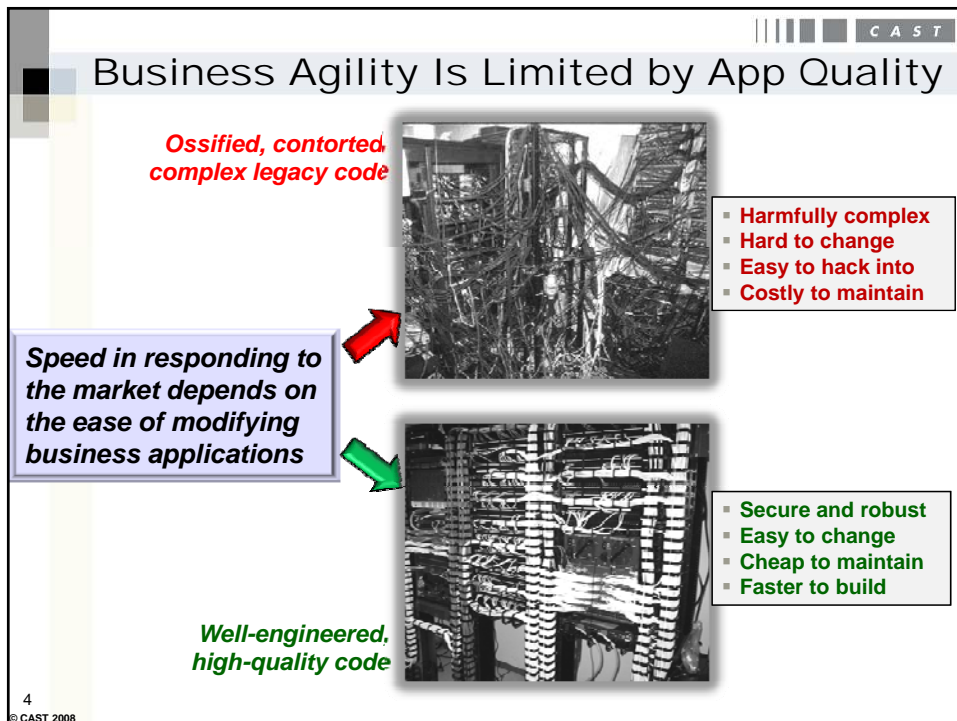 CAST
Business Agility Is Limited by App Quality
Ossified, contorted,
complex legacy code
Harmfully complex
Hard to change
Easy to hack into
Costly to maintain
Speed in responding to
the market depends on
the ease of modifying
business applications
Secure and robust
Easy to change
Cheap to maintain
Faster to build
Well-engineered,
high-quality code
4
© CAST 2008